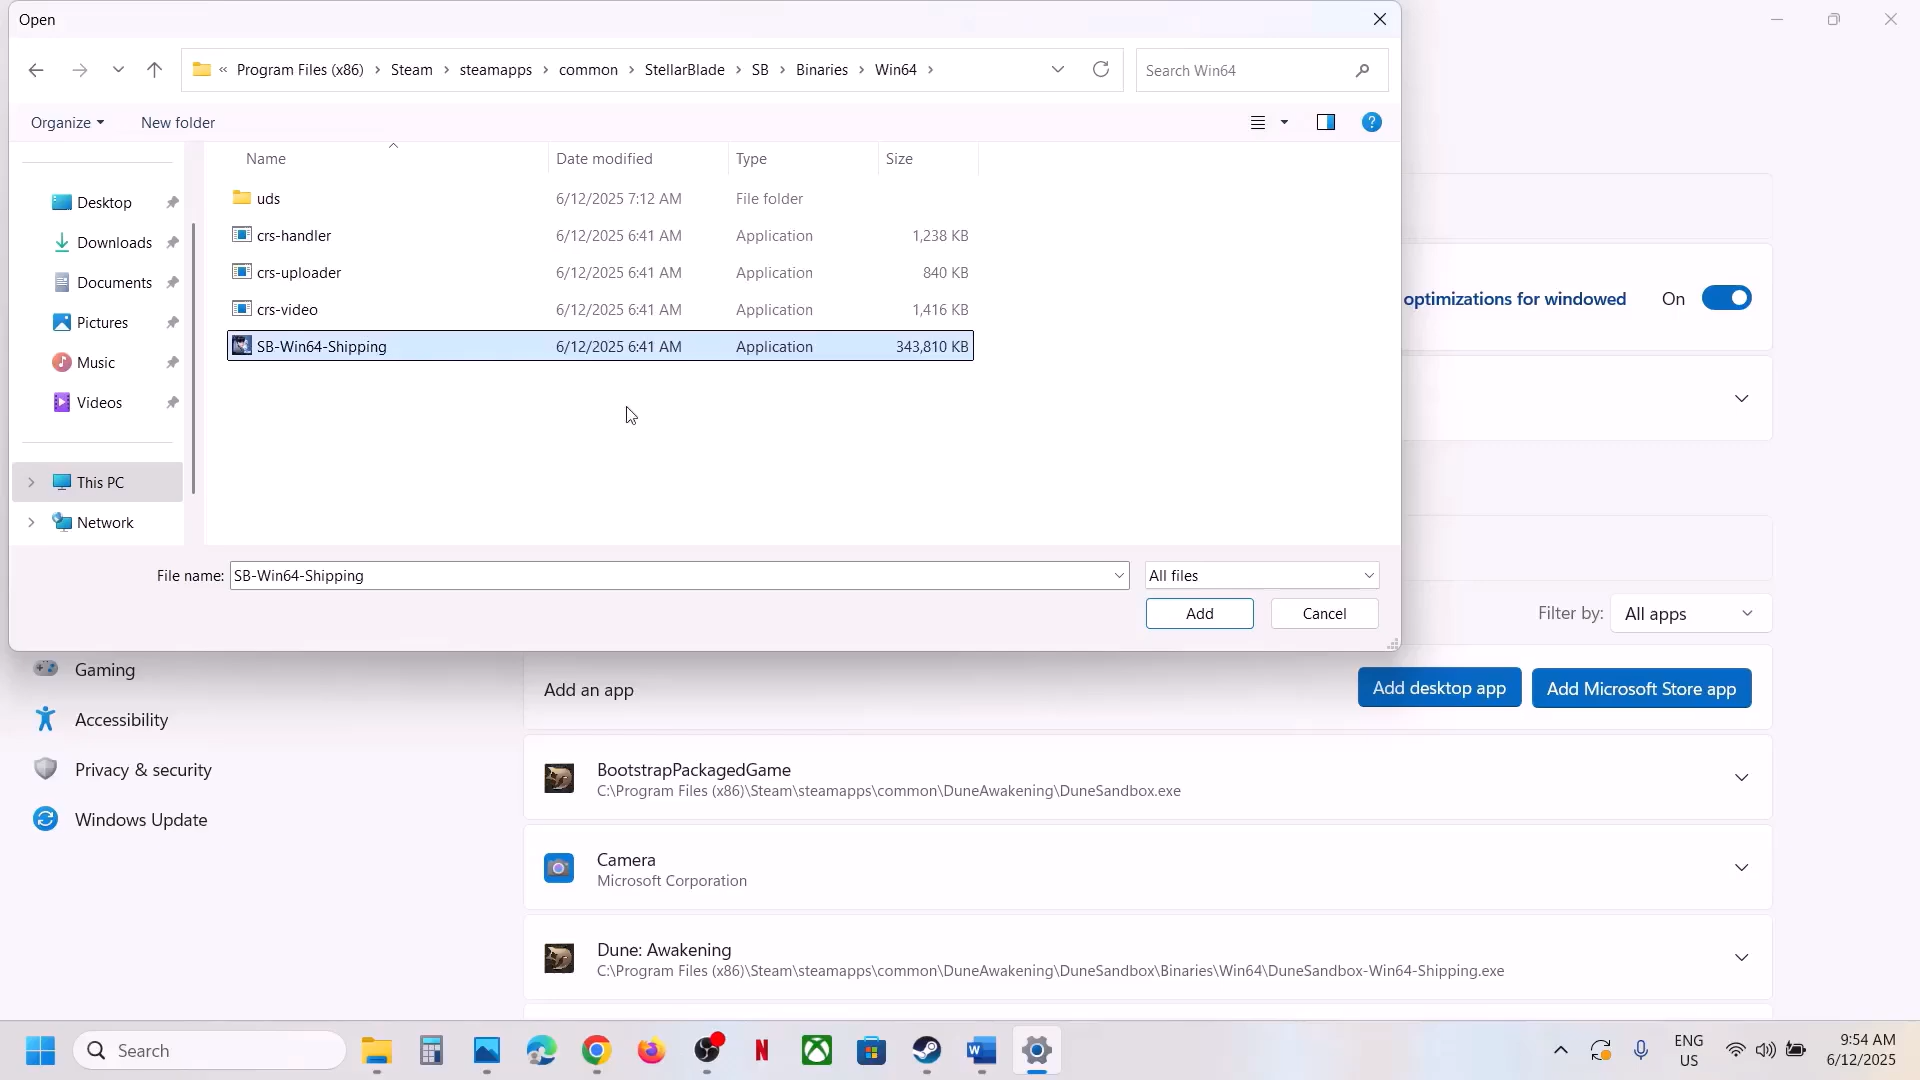 Open
« Program Files (x86) > Steam > steamapps > common > StellarBlade > SB > Binaries > Win64 >
Search Win64
Organize
New folder
Name Date modified Type Size
uds 6/12/2025 7:12 AM File folder
crs-handler 6/12/2025 6:41 AM Application 1,238 KB
crs-uploader 6/12/2025 6:41 AM Application 840 KB
crs-video 6/12/2025 6:41 AM Application 1,416 KB
SB-Win64-Shipping 6/12/2025 6:41 AM Application 343,810 KB
Desktop
Downloads
Documents
Pictures
Music
Videos
This PC
Network
File name: SB-Win64-Shipping
All files
Add
Cancel
optimizations for windowed On
Filter by: All apps
Gaming
Accessibility
Privacy & security
Windows Update
Add an app
Add desktop app
Add Microsoft Store app
BootstrapPackagedGame
C:\Program Files (x86)\Steam\steamapps\common\DuneAwakening\DuneSandbox.exe
Camera
Microsoft Corporation
Dune: Awakening
C:\Program Files (x86)\Steam\steamapps\common\DuneAwakening\DuneSandbox\Binaries\Win64\DuneSandbox-Win64-Shipping.exe
Search
ENG
US
9:54 AM
6/12/2025